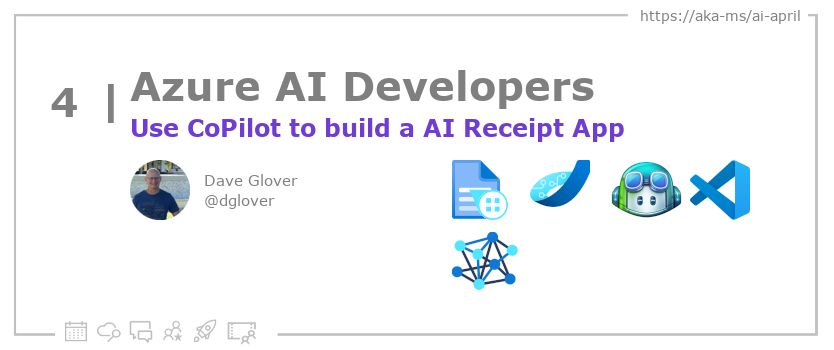 https://aka-ms/ai-april
4 | Azure AI Developers
Use CoPilot to build a AI Receipt App
Dave Glover
@dglover